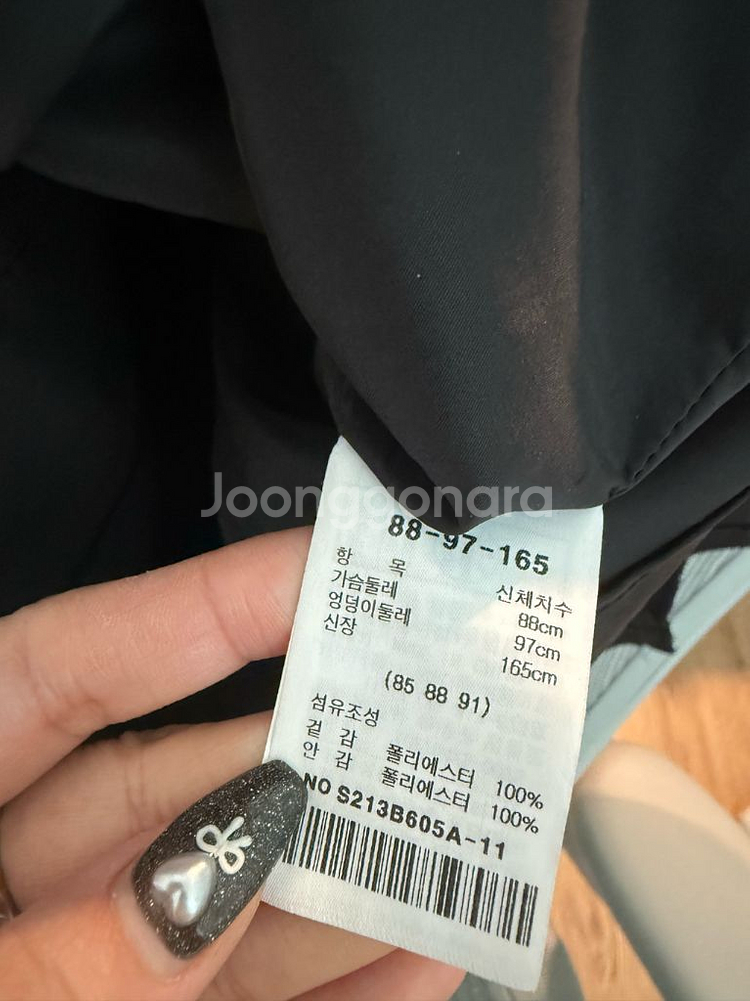 Joonggonara
88-97-165
항 목 신체치수
가슴둘레 88cm
엉덩이둘레 97cm
신장 165cm
(85 88 91)
섬유조성
겉 감 폴리에스터 100%
안 감 폴리에스터 100%
NO S213B605A-11